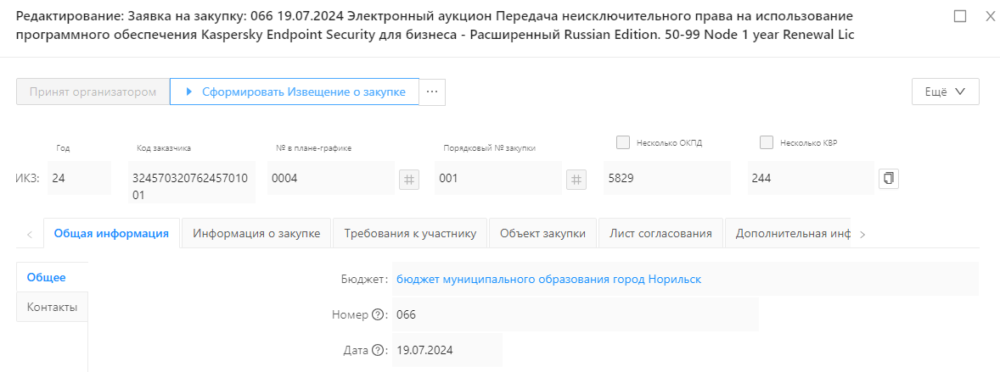 Редактирование: Заявка на закупку: 066 19.07.2024 Электронный аукцион Передача неисключительного права на использование
программного обеспечения Kaspersky Endpoint Security для бизнеса - Расширенный Russian Edition. 50-99 Node 1 year Renewal Lic
Принят организатором Сформировать Извещение о закупке ... Ещё
Год Код заказчика № в плане-графике Порядковый № закупки Несколько ОКПД Несколько КВР
ИКЗ: 24 324570320762457010 0004 # 001 # 5829 244
01
Общая информация Информация о закупке Требования к участнику Объект закупки Лист согласования Дополнительная инф
Общее
Бюджет: бюджет муниципального образования город Норильск
Контакты
Номер ?: 066
Дата ?: 19.07.2024